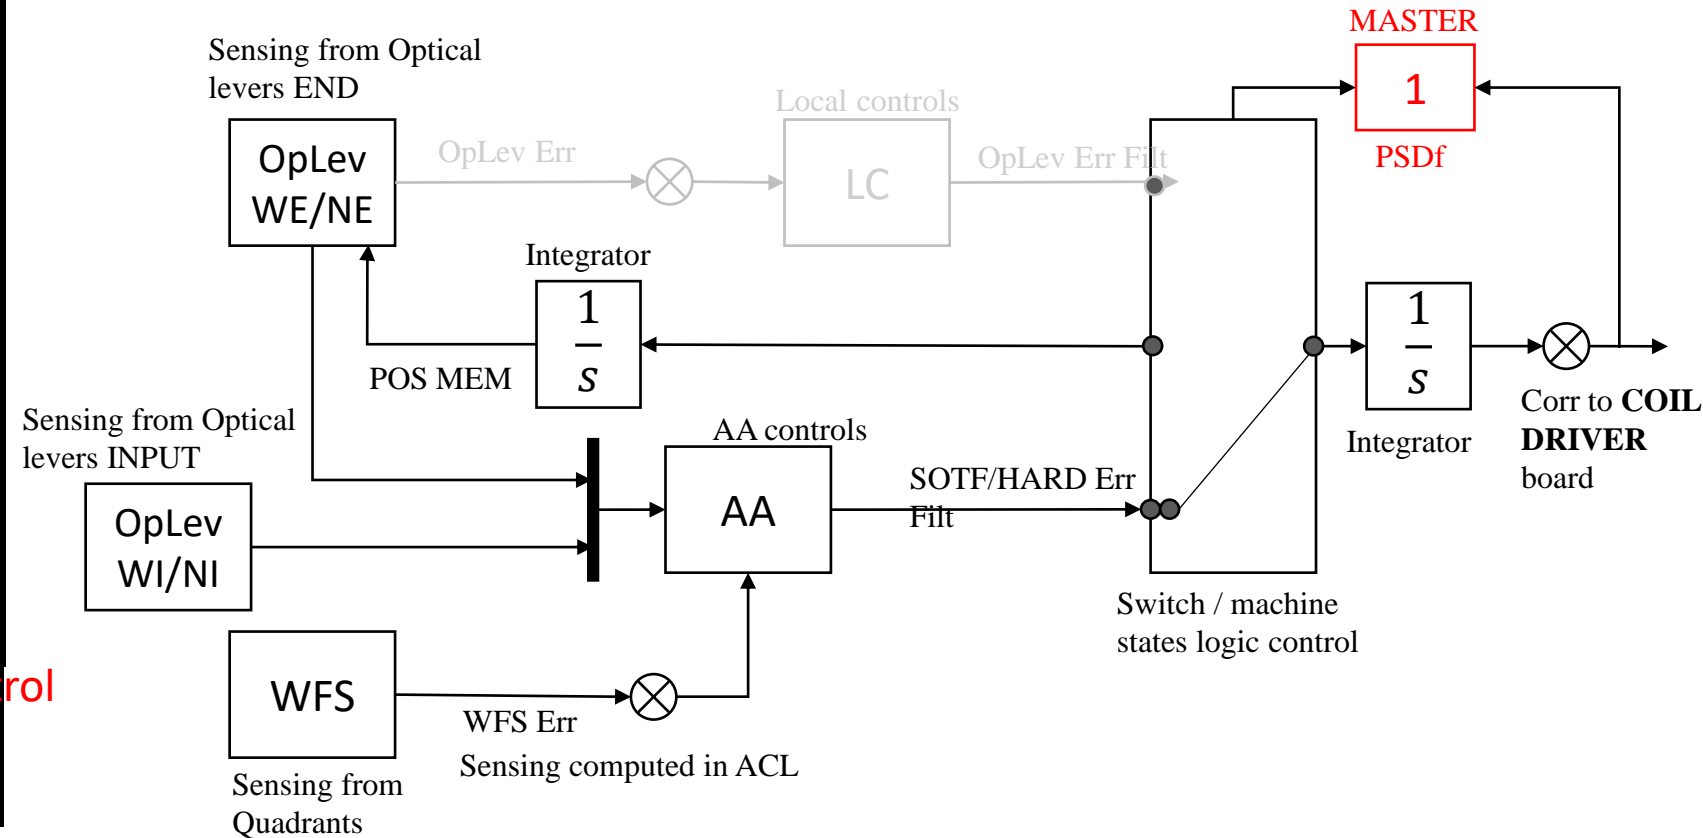 MASTER
1
PSDf
Sensing from Optical
levers END
OpLev
WE/NE
OpLev Err
Local controls
LC
OpLev Err Filt
Integrator
1
s
POS MEM
Sensing from Optical
levers INPUT
OpLev
WI/NI
AA controls
AA
SOTF/HARD Err
Filt
1
s
Integrator
Corr to COIL
DRIVER
board
Switch / machine
states logic control
rol
WFS
WFS Err
Sensing computed in ACL
Sensing from
Quadrants